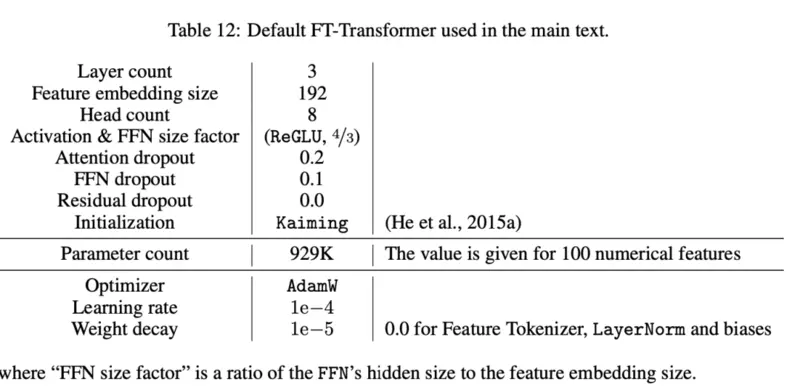 Table 12: Default FT-Transformer used in the main text.
Layer count 3
Feature embedding size 192
Head count 8
Activation & FFN size factor (ReGLU, 4/3)
Attention dropout 0.2
FFN dropout 0.1
Residual dropout 0.0
Initialization Kaiming (He et al., 2015a)
Parameter count 929K The value is given for 100 numerical features
Optimizer AdamW
Learning rate 1e−4
Weight decay 1e−5 0.0 for Feature Tokenizer, LayerNorm and biases
where “FFN size factor” is a ratio of the FFN’s hidden size to the feature embedding size.